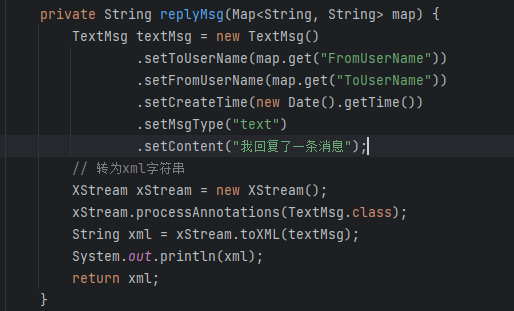 private String replyMsg(Map<String, String> map) {
TextMsg textMsg = new TextMsg()
.setToUserName(map.get("FromUserName"))
.setFromUserName(map.get("ToUserName"))
.setCreateTime(new Date().getTime())
.setMsgType("text")
.setContent("我回复了一条消息");
// 转为xml字符串
XStream xStream = new XStream();
xStream.processAnnotations(TextMsg.class);
String xml = xStream.toXML(textMsg);
System.out.println(xml);
return xml;
}